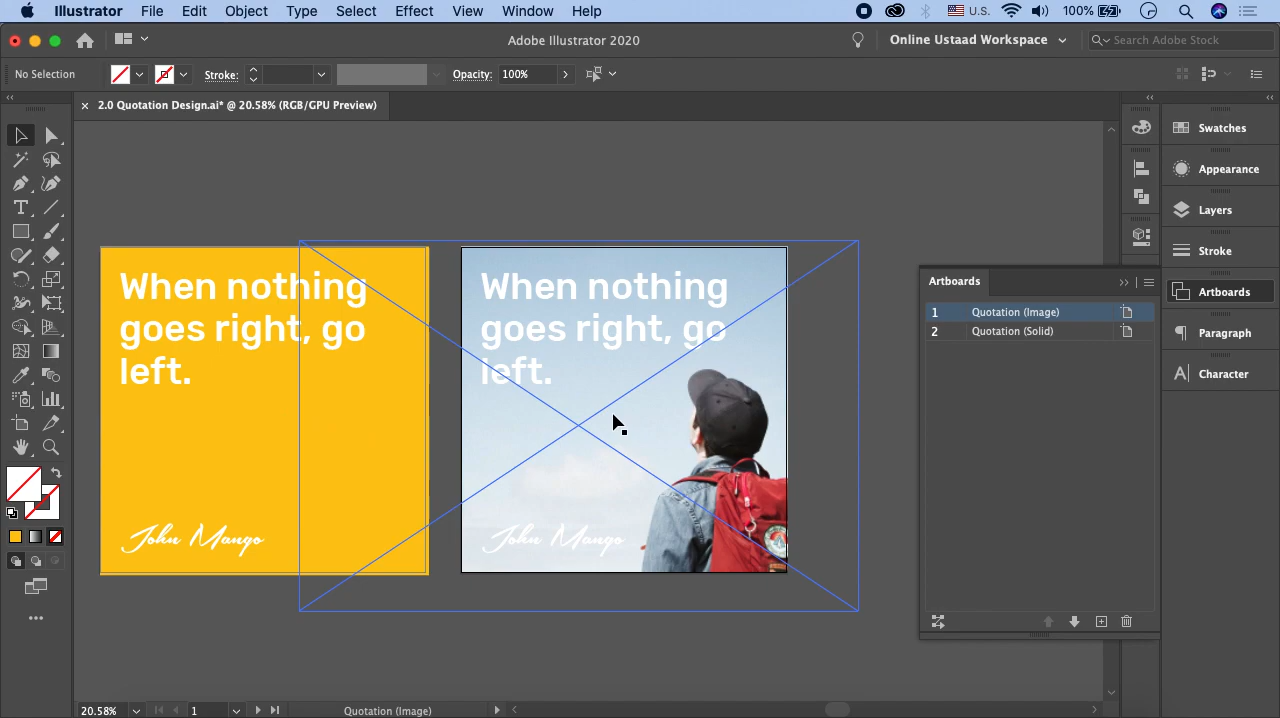 Illustrator File Edit Object Type Select Effect View Window Help
U.S. 100%
Adobe Illustrator 2020
Online Ustaad Workspace
Search Adobe Stock
No Selection
Stroke:
Opacity: 100%
× 2.0 Quotation Design.ai* @ 20.58% (RGB/GPU Preview)
When nothing
goes right, go
left.
John Mango
When nothing
goes right, go
left.
John Mango
Artboards
1 Quotation (Image)
2 Quotation (Solid)
Swatches
Appearance
Layers
Stroke
Artboards
Paragraph
Character
20.58%
1
Quotation (Image)